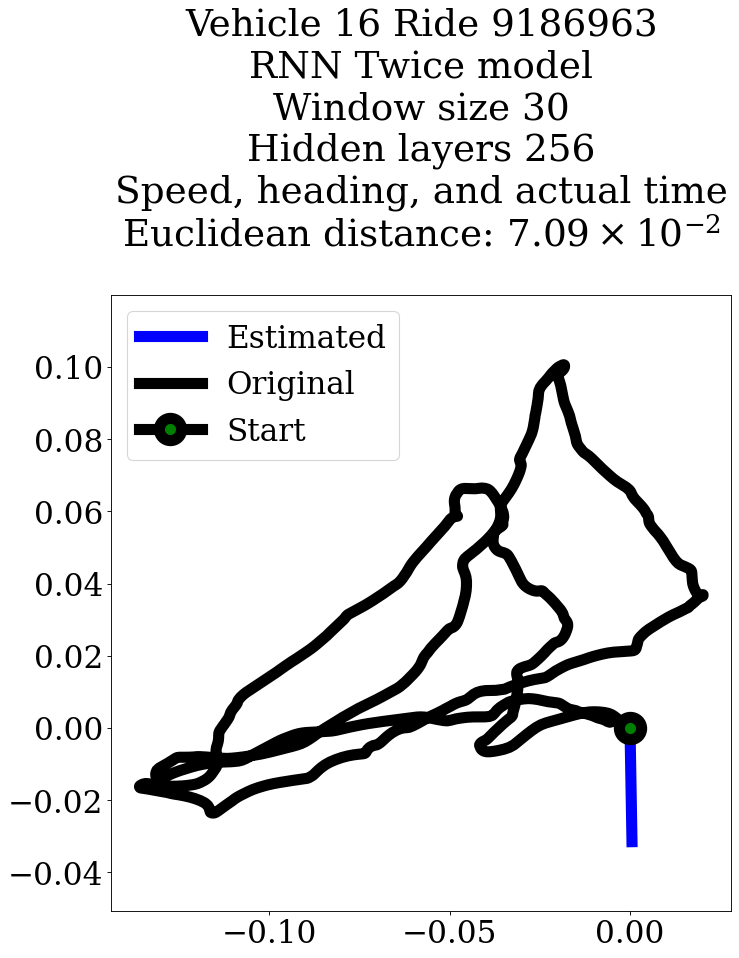 Vehicle 16 Ride 9186963
RNN Twice model
Window size 30
Hidden layers 256
Speed, heading, and actual time
Euclidean distance: 7.09 × 10⁻²
Estimated
Original
Start
0.10
0.08
0.06
0.04
0.02
0.00
−0.02
−0.04
−0.10
−0.05
0.00